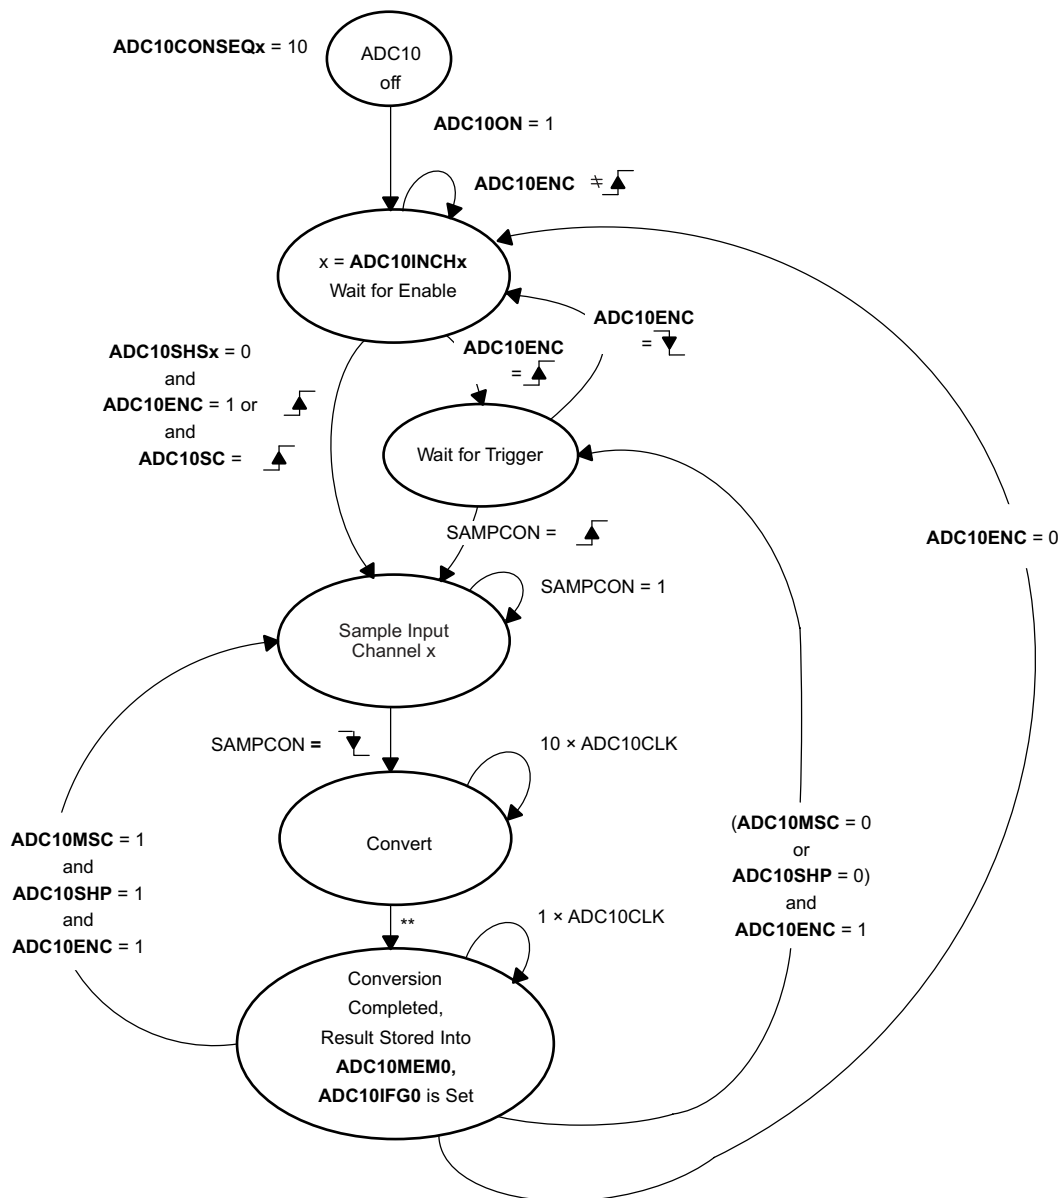 ADC10CONSEQx = 10
ADC10
off
ADC10ON = 1
ADC10ENC ≠
x = ADC10INCHx
Wait for Enable
ADC10ENC
=
ADC10ENC
=
ADC10SHSx = 0
and
ADC10ENC = 1 or
and
ADC10SC =
Wait for Trigger
SAMPCON =
ADC10ENC = 0
SAMPCON = 1
Sample Input
Channel x
SAMPCON =
10 × ADC10CLK
Convert
ADC10MSC = 1
and
ADC10SHP = 1
and
ADC10ENC = 1
(ADC10MSC = 0
or
ADC10SHP = 0)
and
ADC10ENC = 1
**
1 × ADC10CLK
Conversion
Completed,
Result Stored Into
ADC10MEM0,
ADC10IFG0 is Set